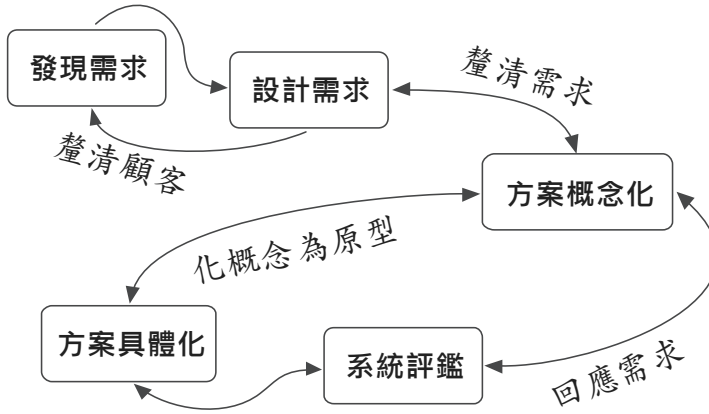 發現需求
設計需求
釐清需求
釐清顧客
方案概念化
化概念為原型
方案具體化
系統評鑑
回應需求